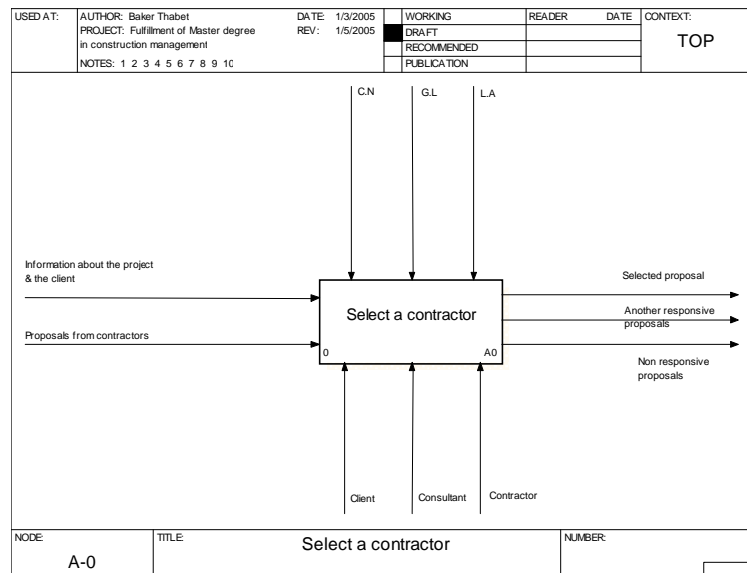 USED AT:
AUTHOR: Baker Thabet
DATE: 1/3/2005
PROJECT: Fulfillment of Master degree
in construction management
REV: 1/5/2005
NOTES: 1 2 3 4 5 6 7 8 9 10
WORKING
DRAFT
RECOMMENDED
PUBLICATION
READER DATE
CONTEXT:
TOP
C.N
G.L
L.A
Information about the project
& the client
Proposals from contractors
Select a contractor
0
A0
Selected proposal
Another responsive
proposals
Non responsive
proposals
Client
Consultant
Contractor
NODE:
A-0
TITLE:
Select a contractor
NUMBER: